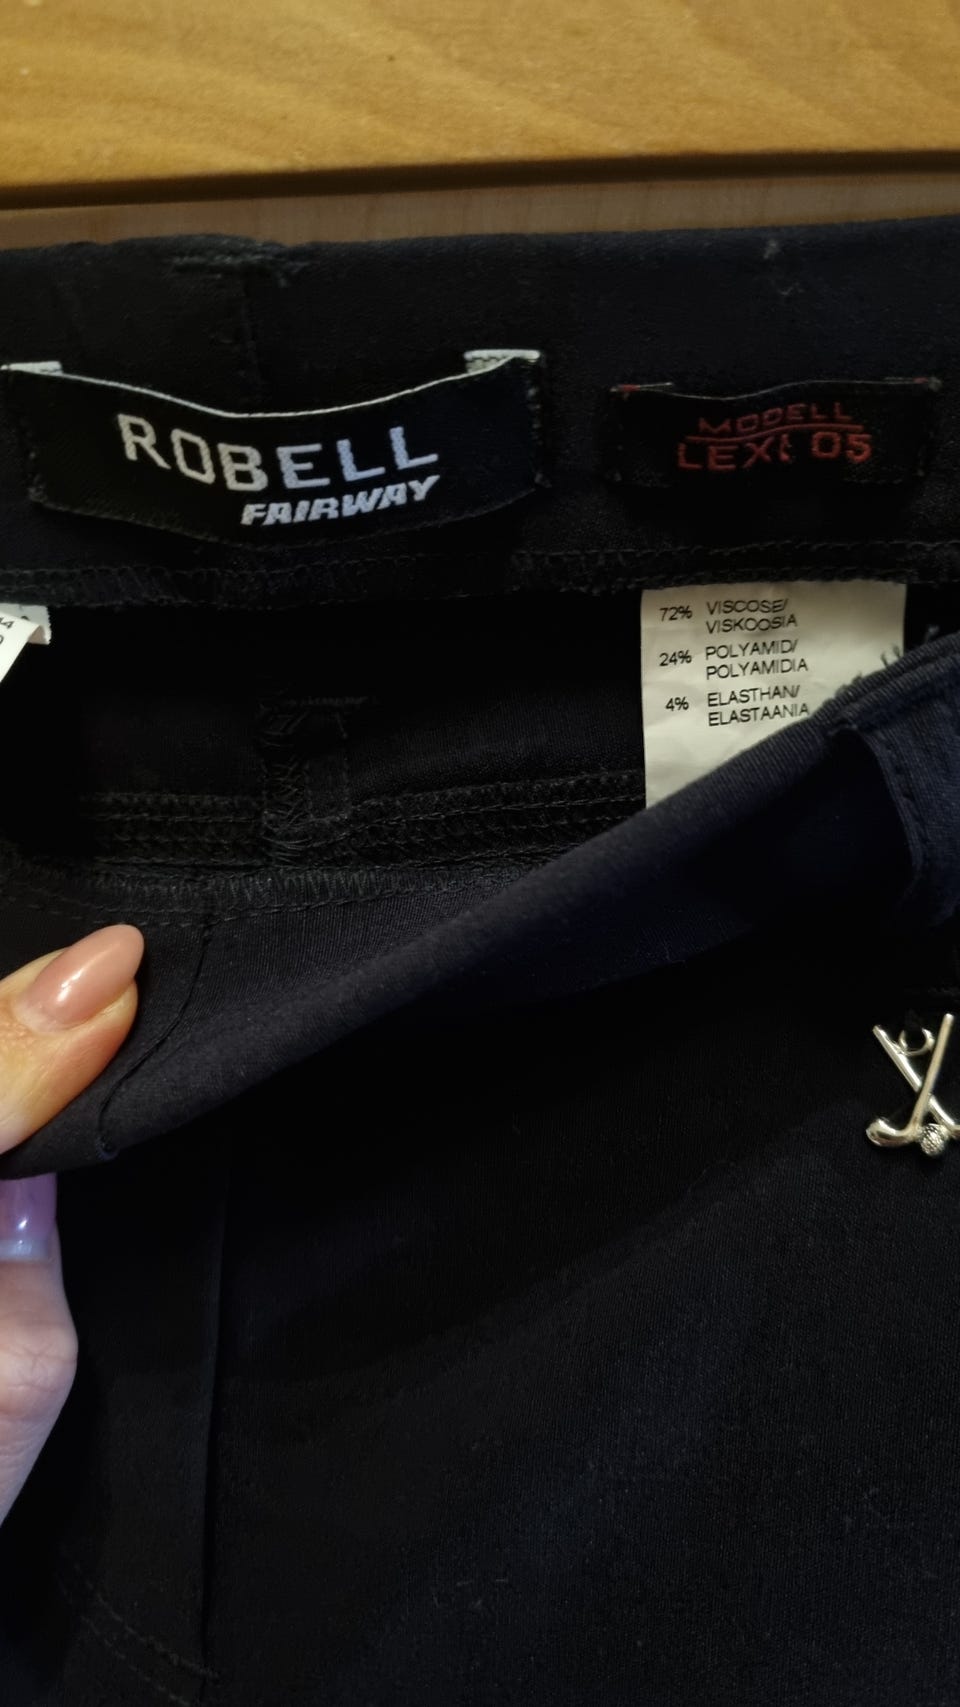 ROBELL
FAIRWAY
MODELL
LEXI 05
72% VISCOSE/
VISKOOSIA
24% POLYAMID/
POLYAMIDIA
4% ELASTHAN/
ELASTAANIA